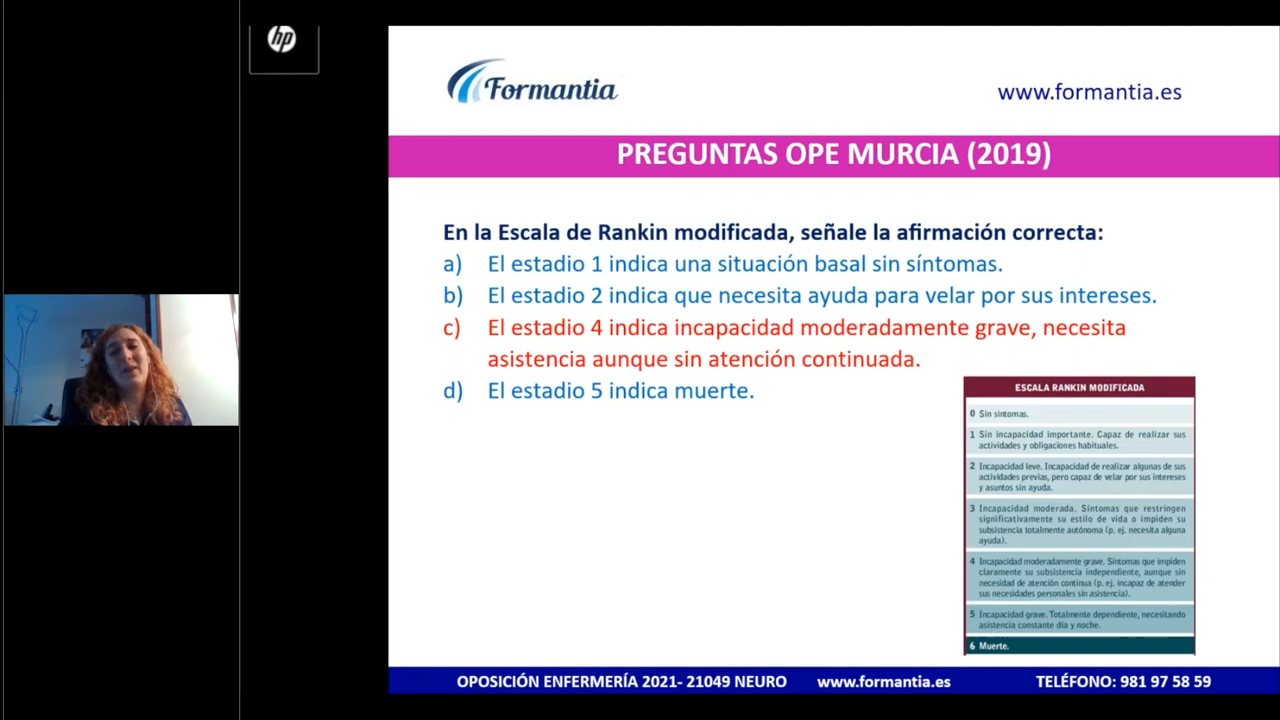 hp
Formantia
www.formantia.es
PREGUNTAS OPE MURCIA (2019)
En la Escala de Rankin modificada, señale la afirmación correcta:
a) El estadio 1 indica una situación basal sin síntomas.
b) El estadio 2 indica que necesita ayuda para velar por sus intereses.
c) El estadio 4 indica incapacidad moderadamente grave, necesita
asistencia aunque sin atención continuada.
d) El estadio 5 indica muerte.
ESCALA RANKIN MODIFICADA
0 Sin síntomas.
1 Sin incapacidad importante. Capaz de realizar sus
actividades y obligaciones habituales.
2 Incapacidad leve. Incapacidad de realizar algunas de sus
actividades previas, pero capaz de velar por sus intereses
y asuntos sin ayuda.
3 Incapacidad moderada. Síntomas que restringen
significativamente su estilo de vida o impiden su
subsistencia totalmente autónoma (p. ej. necesita alguna
ayuda).
4 Incapacidad moderadamente grave. Síntomas que impiden
claramente su subsistencia independiente, aunque sin
necesidad de atención continua (p. ej. incapaz de atender
sus necesidades personales sin asistencia).
5 Incapacidad grave. Totalmente dependiente, necesitando
asistencia constante día y noche.
6 Muerte.
OPOSICIÓN ENFERMERÍA 2021- 21049 NEURO www.formantia.es TELÉFONO: 981 97 58 59